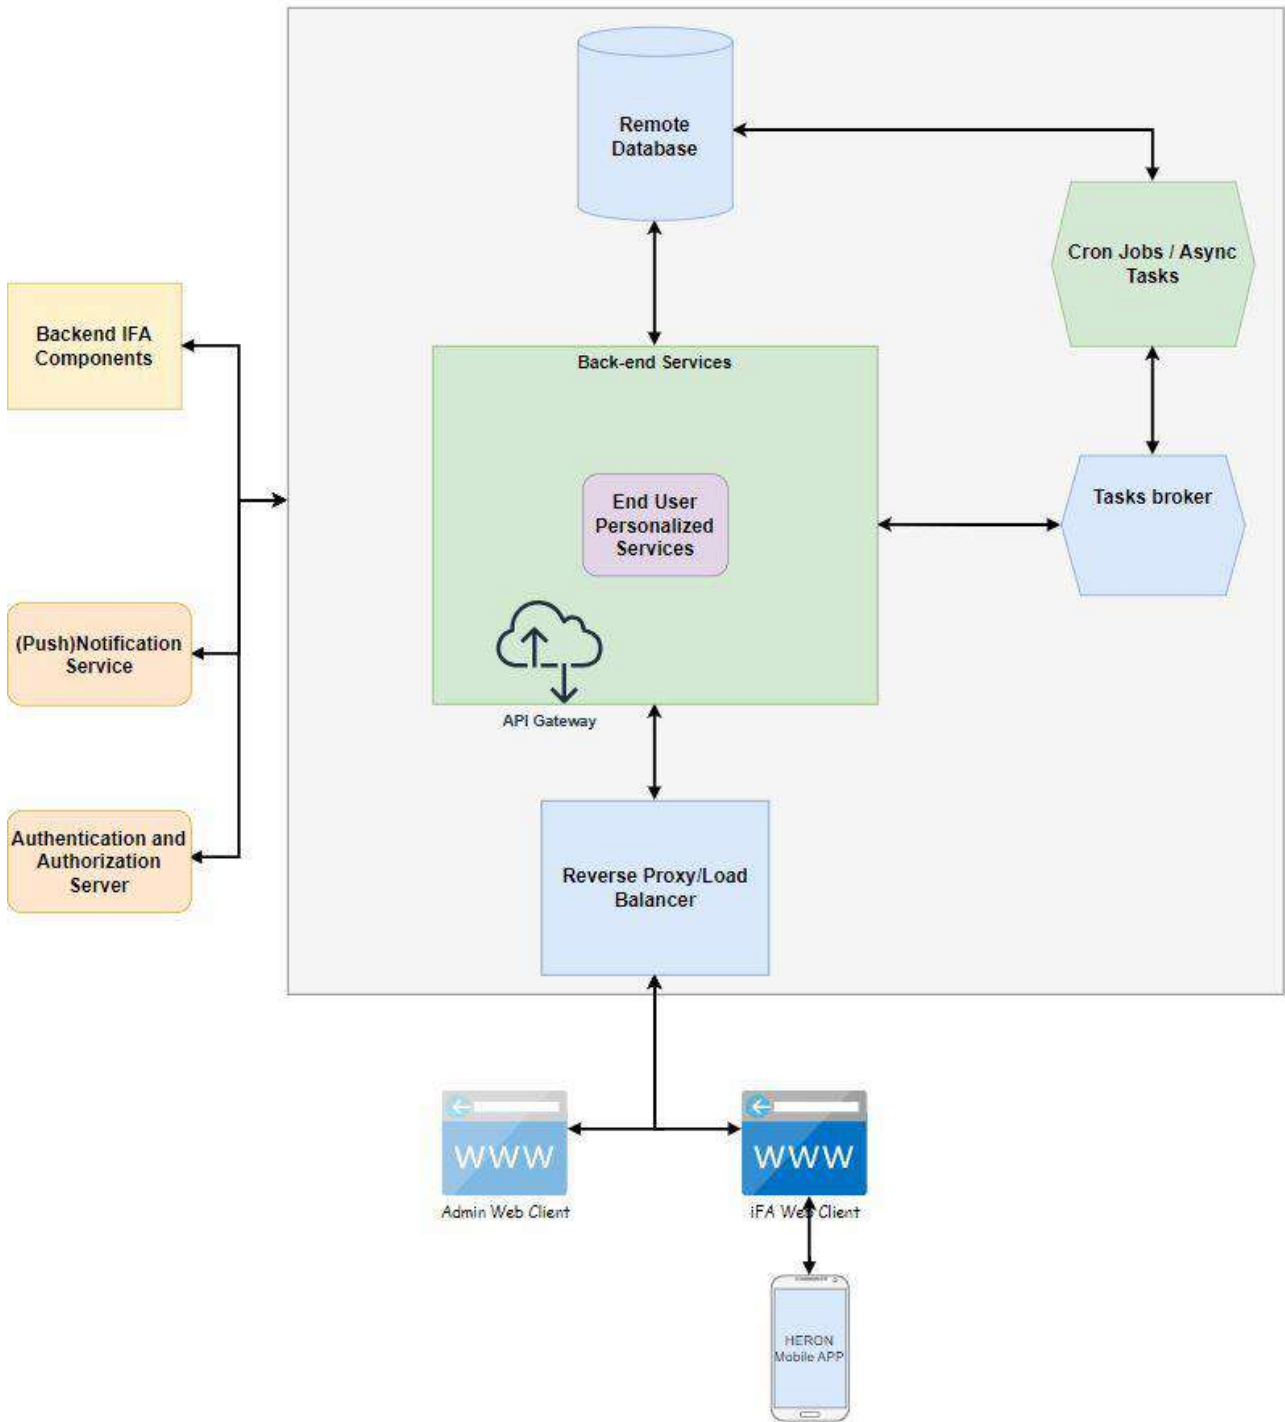 Remote
Database
Cron Jobs / Async
Tasks
Backend IFA
Components
Back-end Services
End User
Personalized
Services
Tasks broker
(Push)Notification
Service
API Gateway
Authentication and
Authorization
Server
Reverse Proxy/Load
Balancer
WWW
Admin Web Client
WWW
iFA Web Client
HERON
Mobile APP